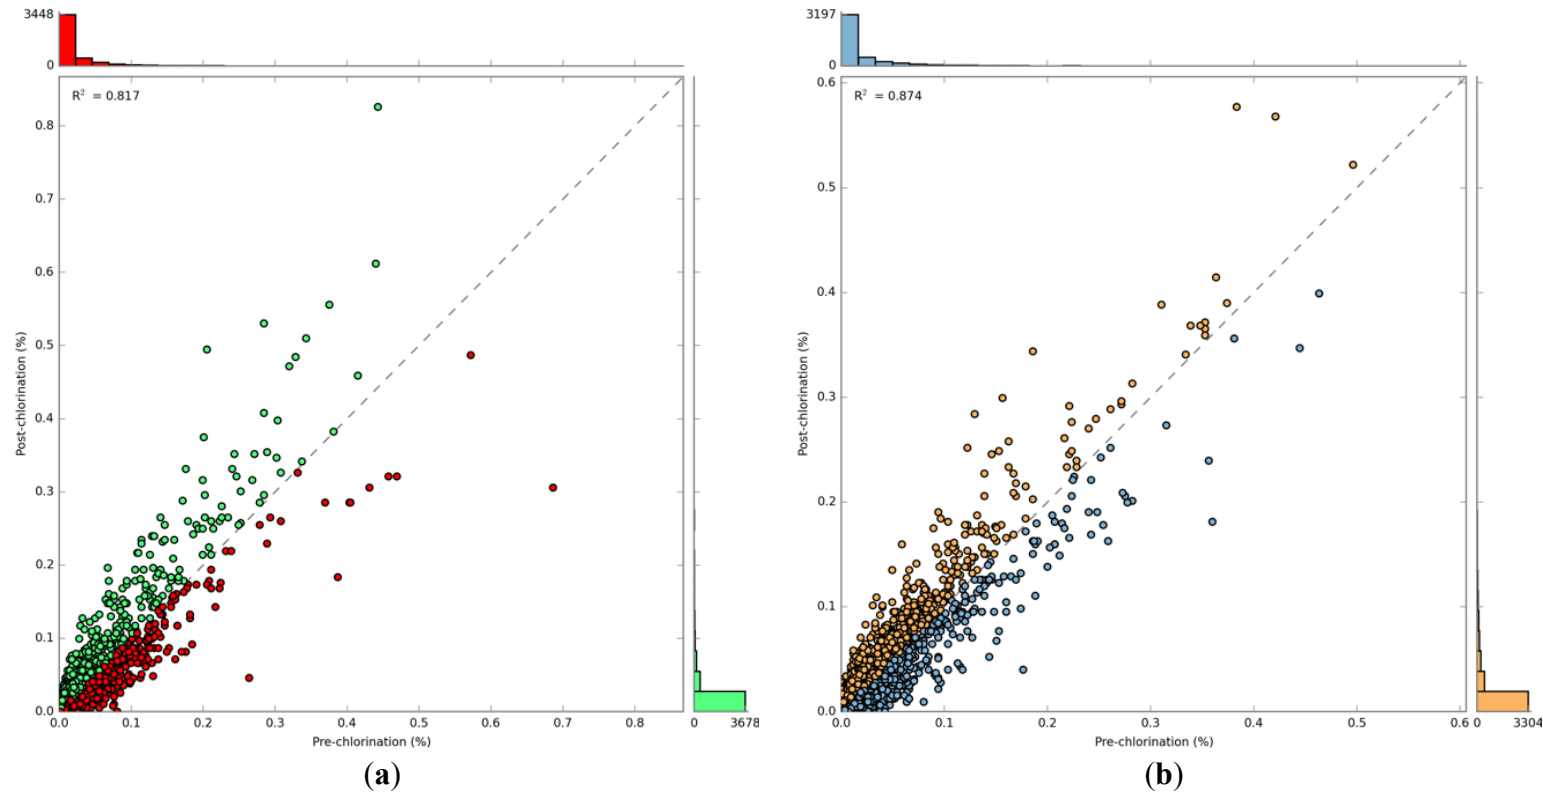 3448
0
R² = 0.817
0.8
0.7
0.6
0.5
0.4
0.3
0.2
0.1
0.0
Post-chlorination (%)
0.0 0.1 0.2 0.3 0.4 0.5 0.6 0.7 0.8
Pre-chlorination (%)
0 3678
(a)
3197
0
R² = 0.874
0.6
0.5
0.4
0.3
0.2
0.1
0.0
Post-chlorination (%)
0.0 0.1 0.2 0.3 0.4 0.5 0.6
Pre-chlorination (%)
0 3304
(b)